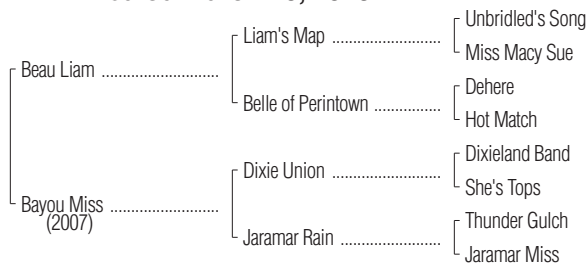 Unbridled's Song
Liam's Map ....................
Miss Macy Sue
Beau Liam ............................
Dehere
Belle of Perintown ................
Hot Match
Dixieland Band
Dixie Union ....................
She's Tops
Bayou Miss ..........................
(2007)
Thunder Gulch
Jaramar Rain ....................
Jaramar Miss